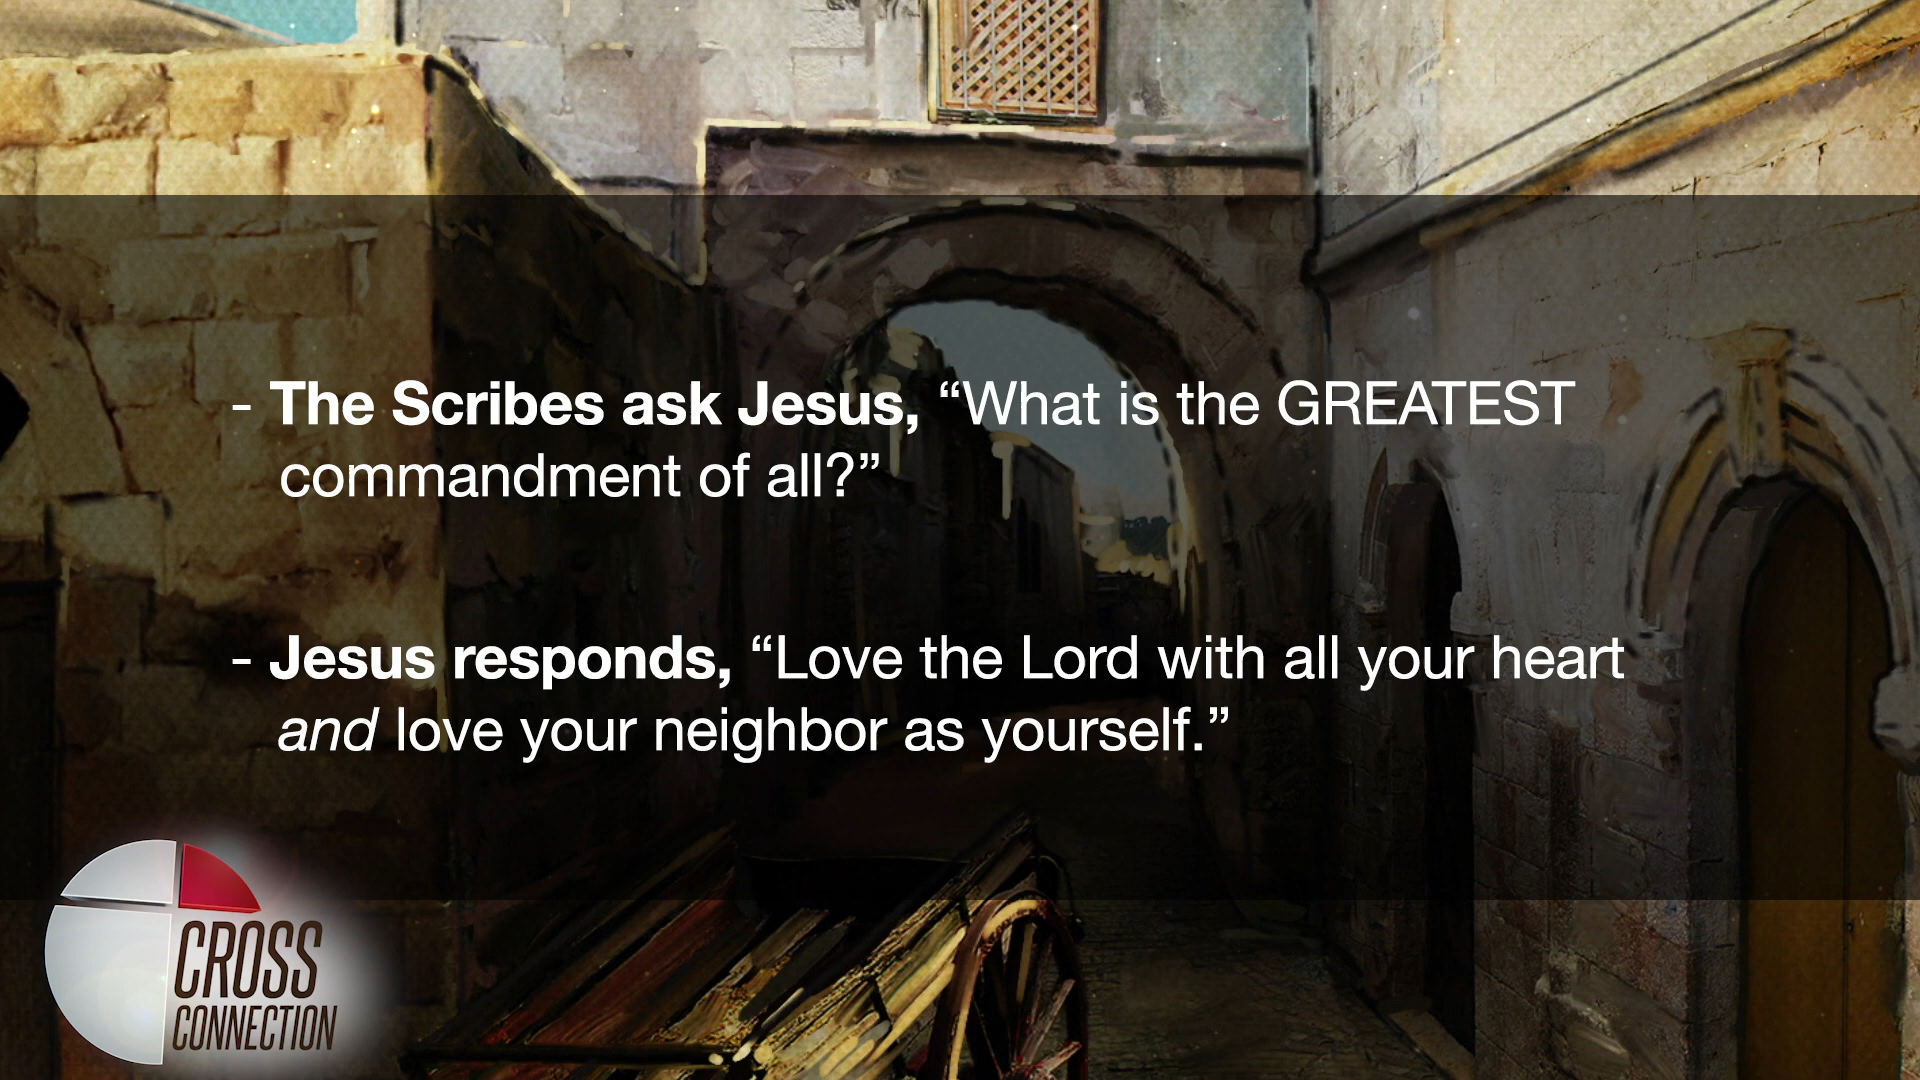 - The Scribes ask Jesus, “What is the GREATEST
commandment of all?”
- Jesus responds, “Love the Lord with all your heart
and love your neighbor as yourself.”
CROSS
CONNECTION